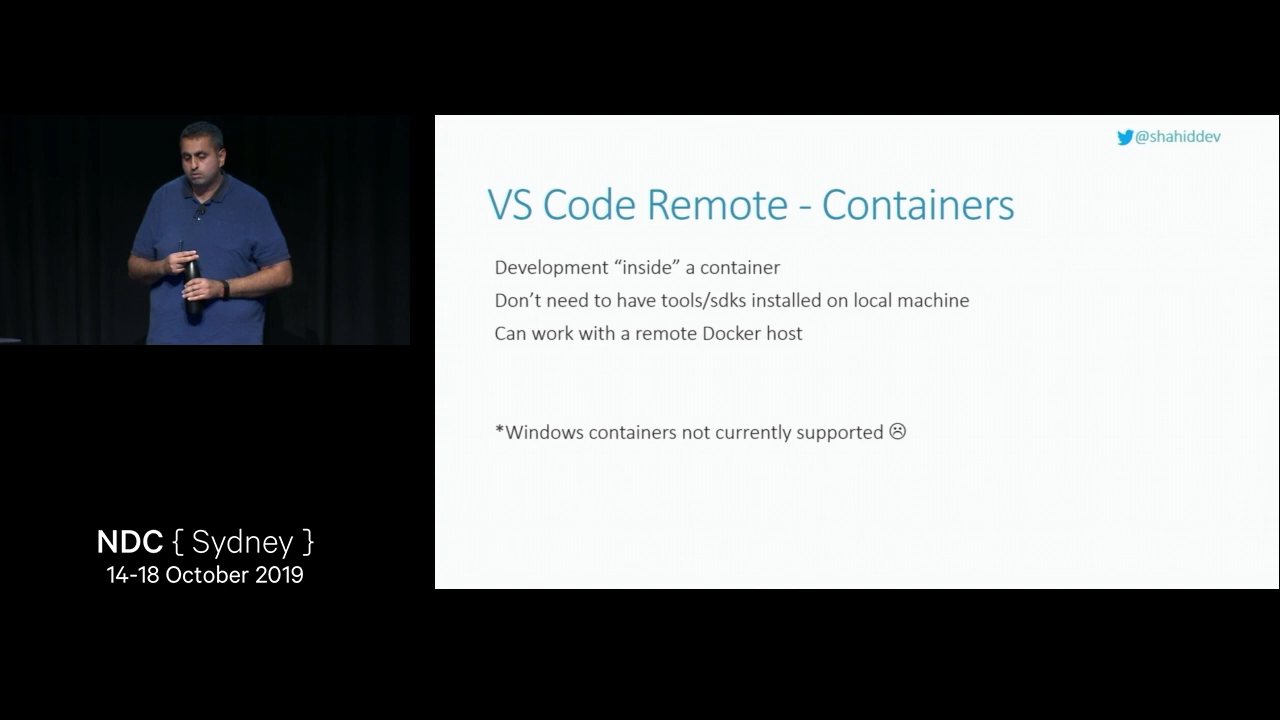 @shahiddev
VS Code Remote - Containers
Development “inside” a container
Don’t need to have tools/sdks installed on local machine
Can work with a remote Docker host
*Windows containers not currently supported ☹
NDC { Sydney }
14-18 October 2019